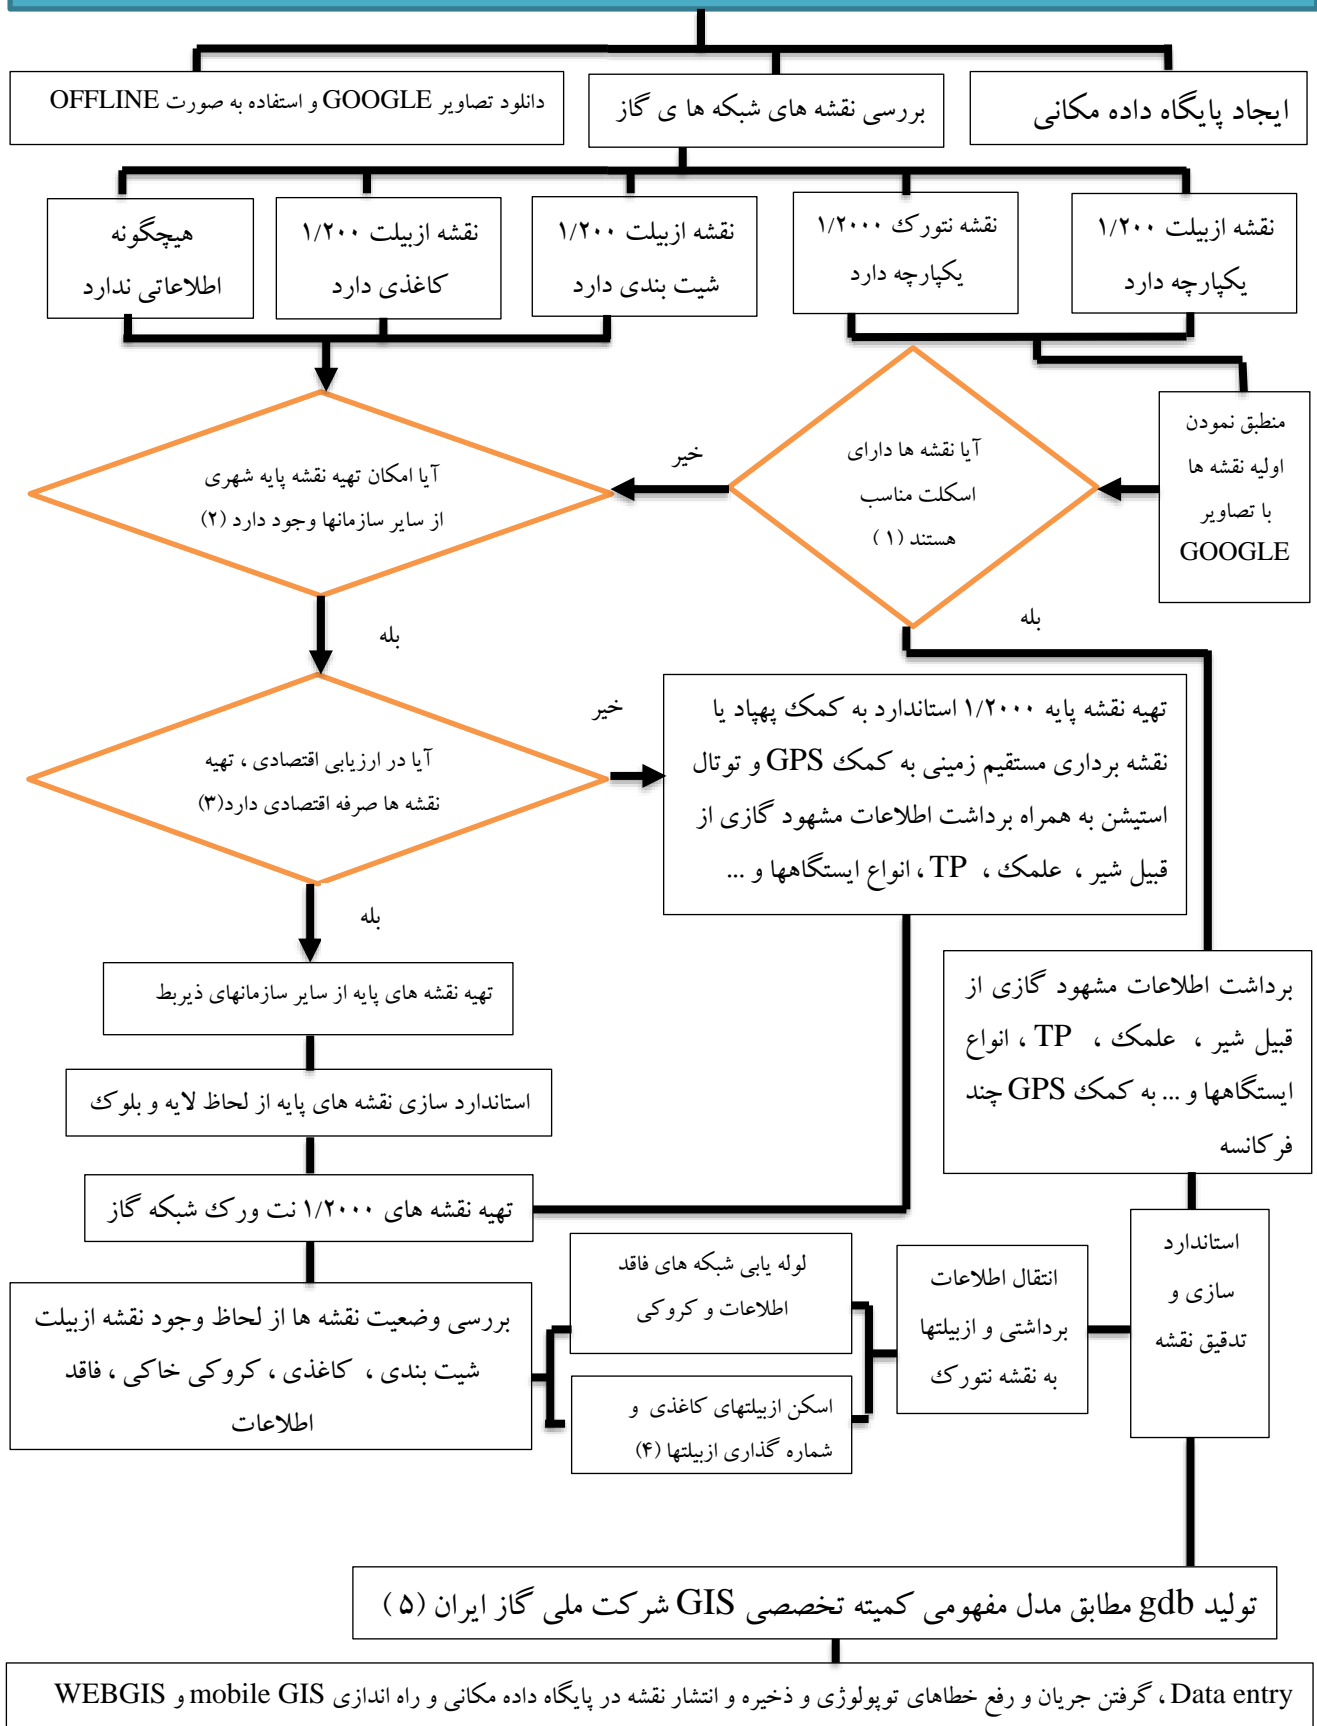 ایجاد پایگاه داده مکانی
بررسی نقشه های شبکه ها ی گاز
دانلود تصاویر GOOGLE و استفاده به صورت OFFLINE
نقشه ازبیلت ۱/۲۰۰
یکپارچه دارد
نقشه نتورک ۱/۲۰۰۰
یکپارچه دارد
نقشه ازبیلت ۱/۲۰۰
شیت بندی دارد
نقشه ازبیلت ۱/۲۰۰
کاغذی دارد
هیچگونه
اطلاعاتی ندارد
منطبق نمودن
اولیه نقشه ها
با تصاویر
GOOGLE
آیا نقشه ها دارای
اسکلت مناسب
هستند (۱ )
خیر
آیا امکان تهیه نقشه پایه شهری
از سایر سازمانها وجود دارد (۲)
بله
بله
تهیه نقشه پایه ۱/۲۰۰۰ استاندارد به کمک پهپاد یا
نقشه برداری مستقیم زمینی به کمک GPS و توتال
استیشن به همراه برداشت اطلاعات مشهود گازی از
قبیل شیر ، علمک ، TP ، انواع ایستگاهها و ...
خیر
آیا در ارزیابی اقتصادی ، تهیه
نقشه ها صرفه اقتصادی دارد(۳)
بله
برداشت اطلاعات مشهود گازی از
قبیل شیر ، علمک ، TP ، انواع
ایستگاهها و ... به کمک GPS چند
فرکانسه
تهیه نقشه های پایه از سایر سازمانهای ذیربط
استاندارد سازی نقشه های پایه از لحاظ لایه و بلوک
تهیه نقشه های ۱/۲۰۰۰ نت ورک شبکه گاز
بررسی وضعیت نقشه ها از لحاظ وجود نقشه ازبیلت
شیت بندی ، کاغذی ، کروکی خاکی ، فاقد
اطلاعات
لوله یابی شبکه های فاقد
اطلاعات و کروکی
اسکن ازبیلتهای کاغذی و
شماره گذاری ازبیلتها (۴)
انتقال اطلاعات
برداشتی و ازبیلتها
به نقشه نتورک
استاندارد
سازی و
تدقیق نقشه
تولید gdb مطابق مدل مفهومی کمیته تخصصی GIS شرکت ملی گاز ایران (۵ )
Data entry ، گرفتن جریان و رفع خطاهای توپولوژی و ذخیره و انتشار نقشه در پایگاه داده مکانی و راه اندازی mobile GIS و WEBGIS